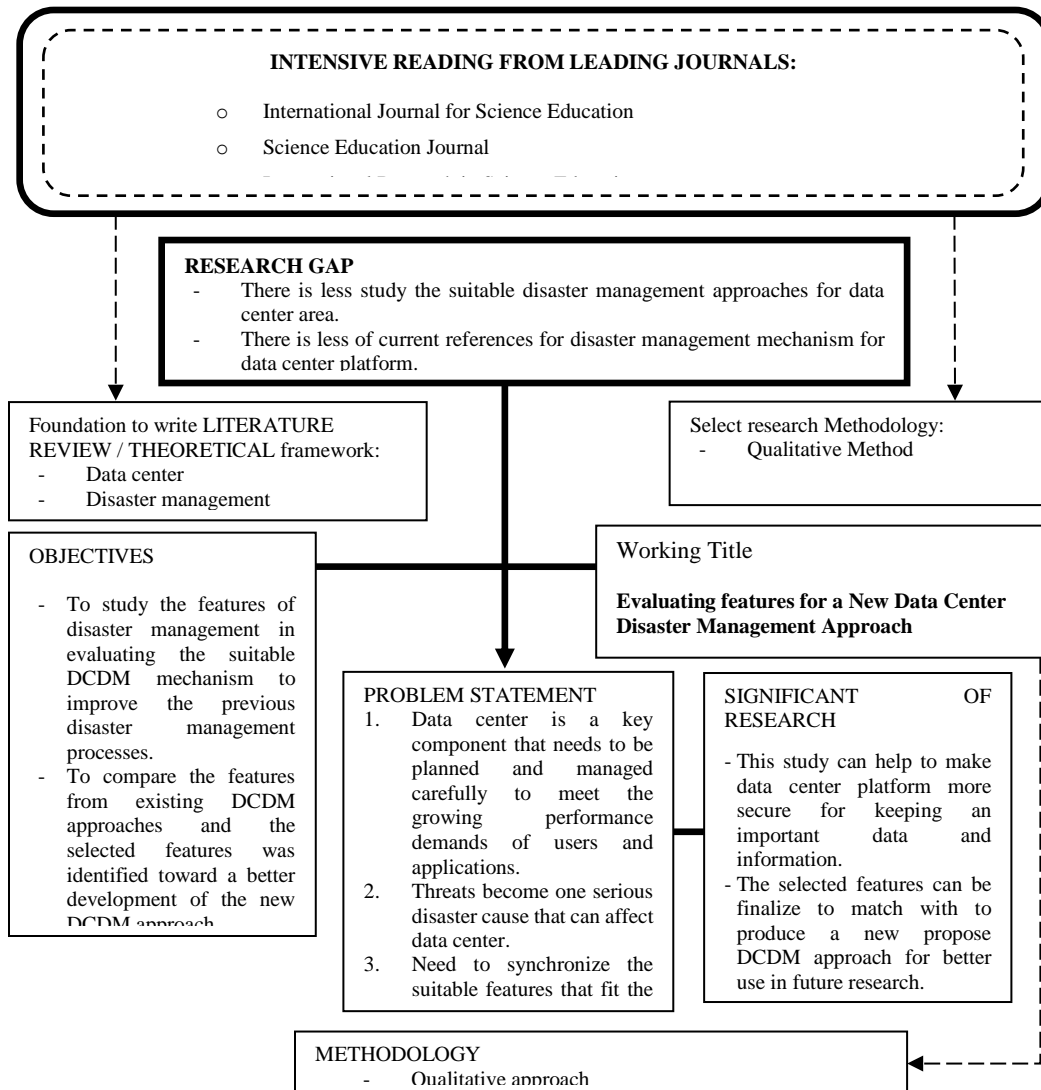 INTENSIVE READING FROM LEADING JOURNALS:
o International Journal for Science Education
o Science Education Journal
RESEARCH GAP
- There is less study the suitable disaster management approaches for data
center area.
- There is less of current references for disaster management mechanism for
data center platform.
Foundation to write LITERATURE
REVIEW / THEORETICAL framework:
- Data center
- Disaster management
Select research Methodology:
- Qualitative Method
OBJECTIVES
- To study the features of
disaster management in
evaluating the suitable
DCDM mechanism to
improve the previous
disaster management
processes.
- To compare the features
from existing DCDM
approaches and the
selected features was
identified toward a better
development of the new
DCDM approach
Working Title
Evaluating features for a New Data Center
Disaster Management Approach
PROBLEM STATEMENT
1. Data center is a key
component that needs to be
planned and managed
carefully to meet the
growing performance
demands of users and
applications.
2. Threats become one serious
disaster cause that can affect
data center.
3. Need to synchronize the
suitable features that fit the
SIGNIFICANT OF
RESEARCH
- This study can help to make
data center platform more
secure for keeping an
important data and
information.
- The selected features can be
finalize to match with to
produce a new propose
DCDM approach for better
use in future research.
METHODOLOGY
- Qualitative approach